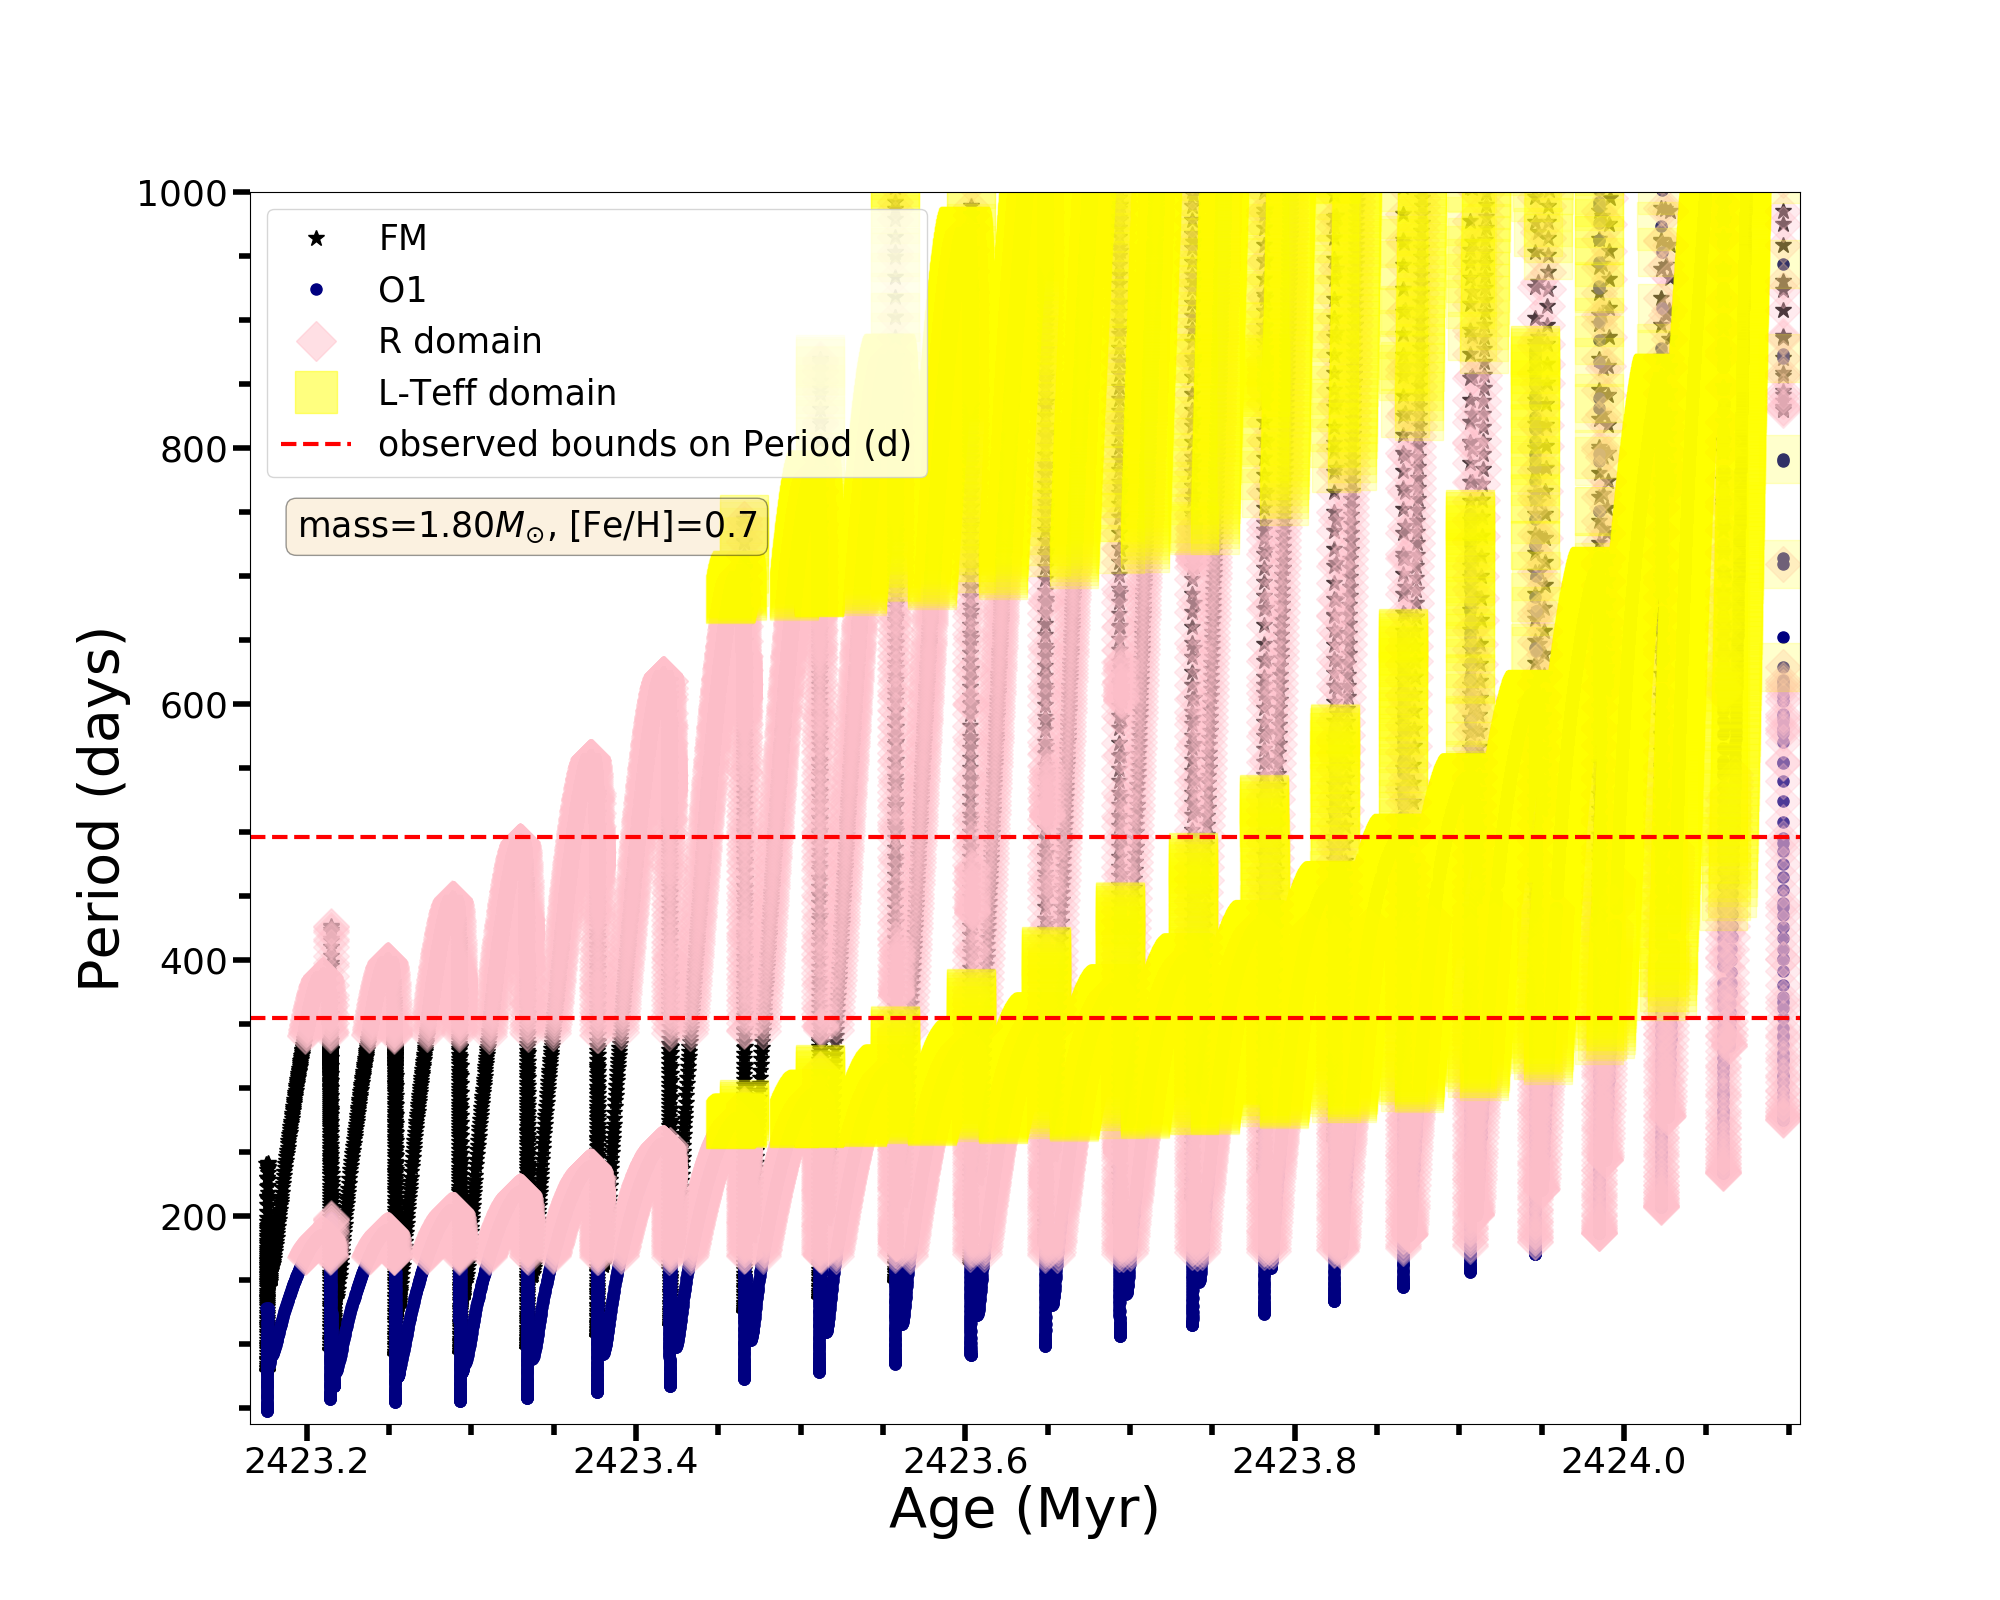 1000
800
600
400
200
Period (days)
FM
O1
R domain
L-Teff domain
observed bounds on Period (d)
mass=1.80M⊙, [Fe/H]=0.7
2423.2 2423.4 2423.6 2423.8 2424.0
Age (Myr)